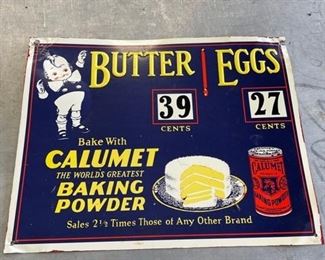 BUTTER EGGS
39 27
CENTS CENTS
Bake With
CALUMET
THE WORLD'S GREATEST
BAKING
POWDER
CALUMET
BAKING POWDER
Sales 2½ Times Those of Any Other Brand